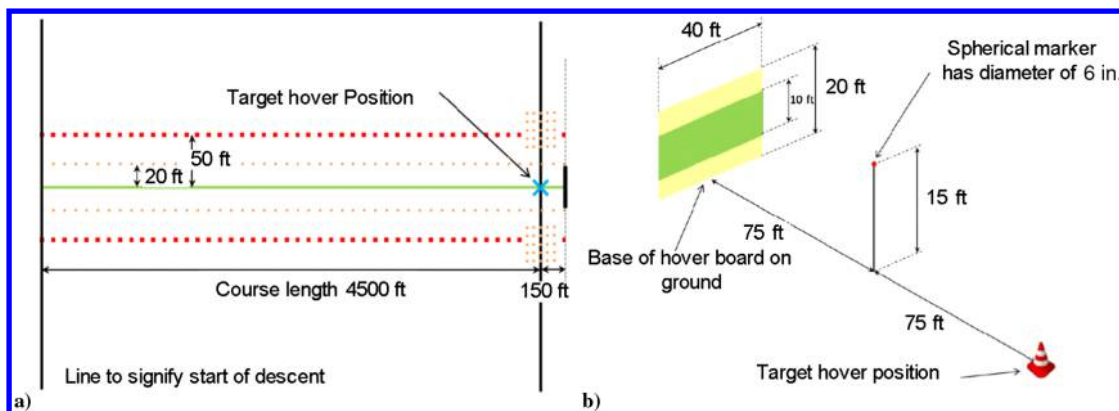 Target hover Position
50 ft
20 ft
Course length 4500 ft
150 ft
Line to signify start of descent
a)
40 ft
20 ft
10 ft
Spherical marker
has diameter of 6 in.
15 ft
75 ft
Base of hover board on
ground
75 ft
Target hover position
b)